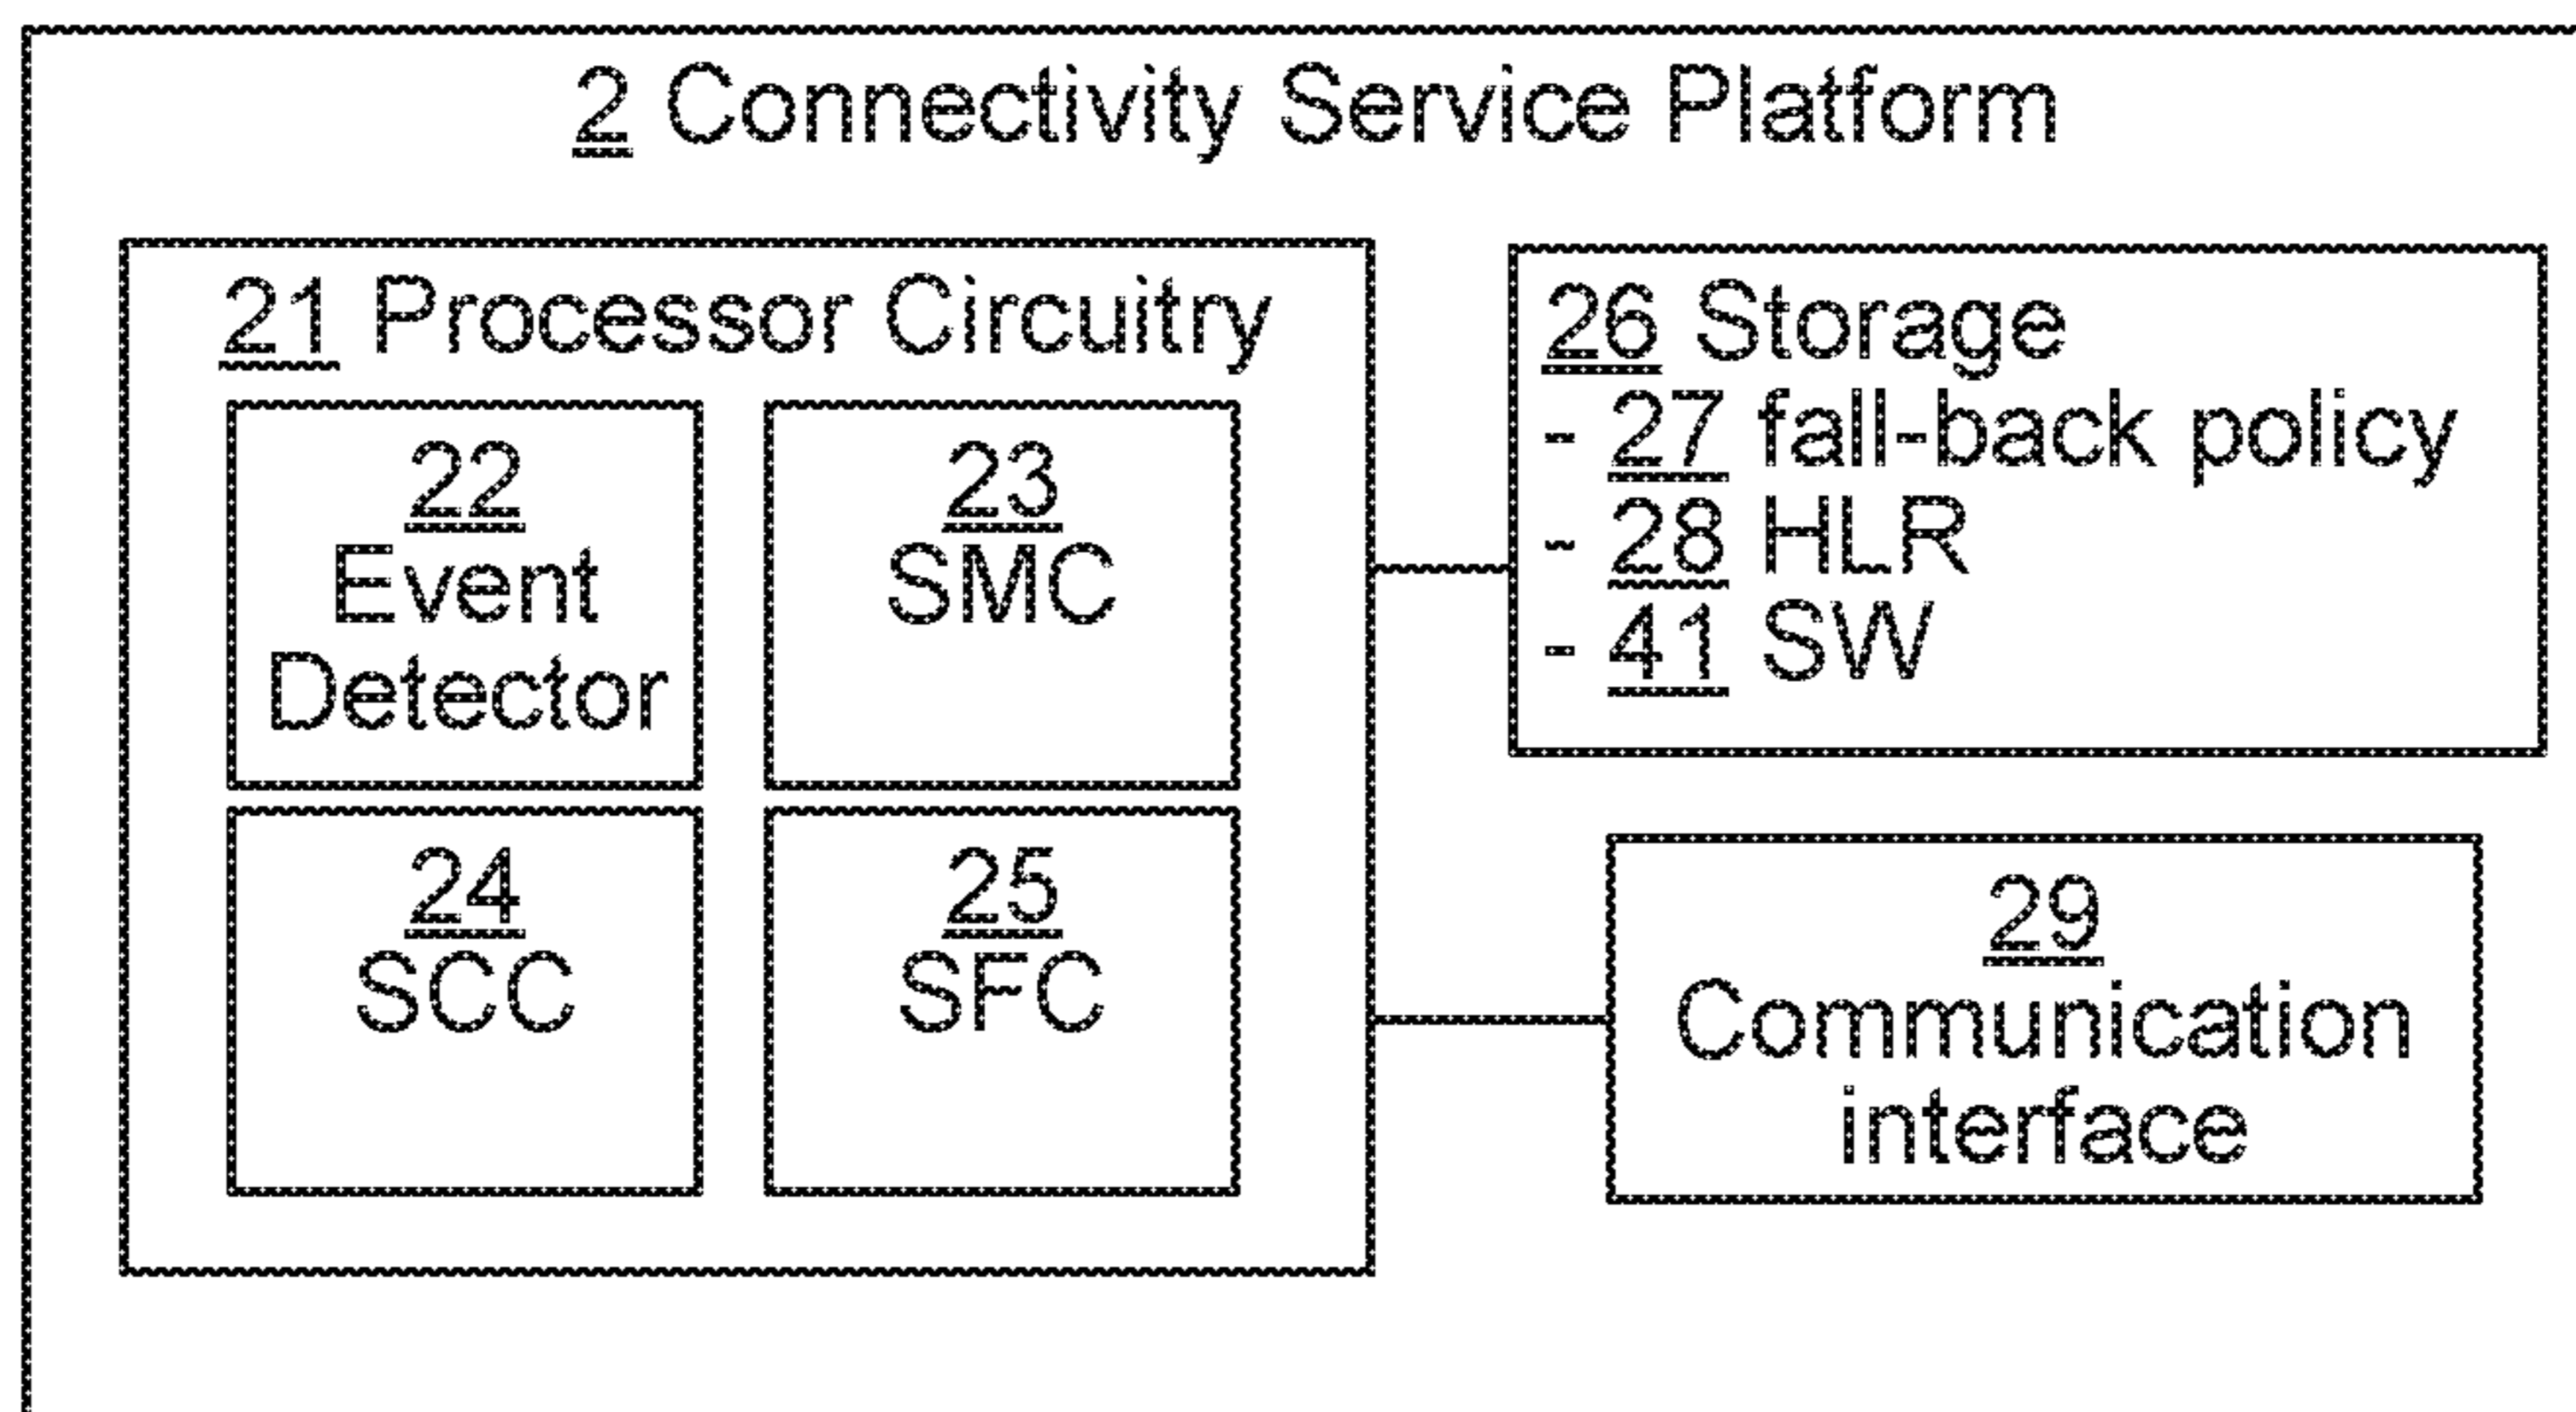 2 Connectivity Service Platform
21 Processor Circuitry
22
Event
Detector
23
SMC
24
SCC
25
SFC
26 Storage
- 27 fall-back policy
- 28 HLR
- 41 SW
29
Communication
interface